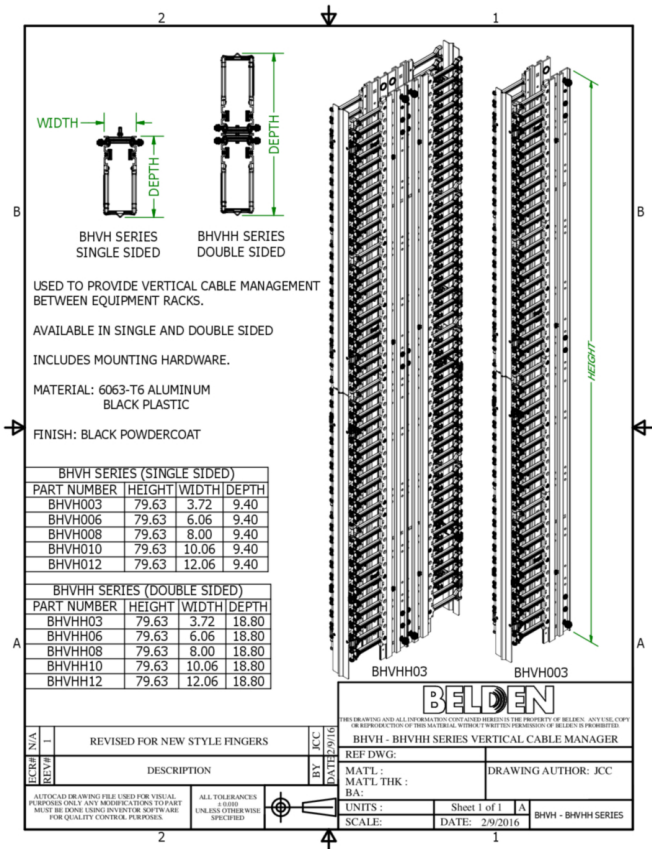 2
1
WIDTH
DEPTH
DEPTH
B
B
BHVH SERIES
SINGLE SIDED
BHVHH SERIES
DOUBLE SIDED
USED TO PROVIDE VERTICAL CABLE MANAGEMENT
BETWEEN EQUIPMENT RACKS.
AVAILABLE IN SINGLE AND DOUBLE SIDED
INCLUDES MOUNTING HARDWARE.
MATERIAL: 6063-T6 ALUMINUM
BLACK PLASTIC
FINISH: BLACK POWDERCOAT
HEIGHT
BHVH SERIES (SINGLE SIDED)
PART NUMBER HEIGHT WIDTH DEPTH
BHVH003 79.63 3.72 9.40
BHVH006 79.63 6.06 9.40
BHVH008 79.63 8.00 9.40
BHVH010 79.63 10.06 9.40
BHVH012 79.63 12.06 9.40
BHVHH SERIES (DOUBLE SIDED)
PART NUMBER HEIGHT WIDTH DEPTH
BHVHH03 79.63 3.72 18.80
BHVHH06 79.63 6.06 18.80
BHVHH08 79.63 8.00 18.80
BHVHH10 79.63 10.06 18.80
BHVHH12 79.63 12.06 18.80
A
A
BHVHH03
BHVH003
BELDEN
THIS DRAWING AND ALL INFORMATION CONTAINED HEREIN IS THE PROPERTY OF BELDEN. ANY USE, COPY
OR REPRODUCTION OF THIS MATERIAL WITHOUT WRITTEN PERMISSION OF BELDEN IS PROHIBITED.
BHVH - BHVHH SERIES VERTICAL CABLE MANAGER
REF DWG:
MAT'L :
MAT'L THK :
BA:
DRAWING AUTHOR: JCC
UNITS :
Sheet 1 of 1
A
BHVH - BHVHH SERIES
SCALE:
DATE: 2/9/2016
N/A
1
REVISED FOR NEW STYLE FINGERS
JCC
2/9/16
ECR#
REV#
DESCRIPTION
BY
DATE
AUTOCAD DRAWING FILE USED FOR VISUAL
PURPOSES ONLY ANY MODIFICATIONS TO PART
MUST BE DONE USING INVENTOR SOFTWARE
FOR QUALITY CONTROL PURPOSES.
ALL TOLERANCES
± 0.030
UNLESS OTHERWISE
SPECIFIED
2
1